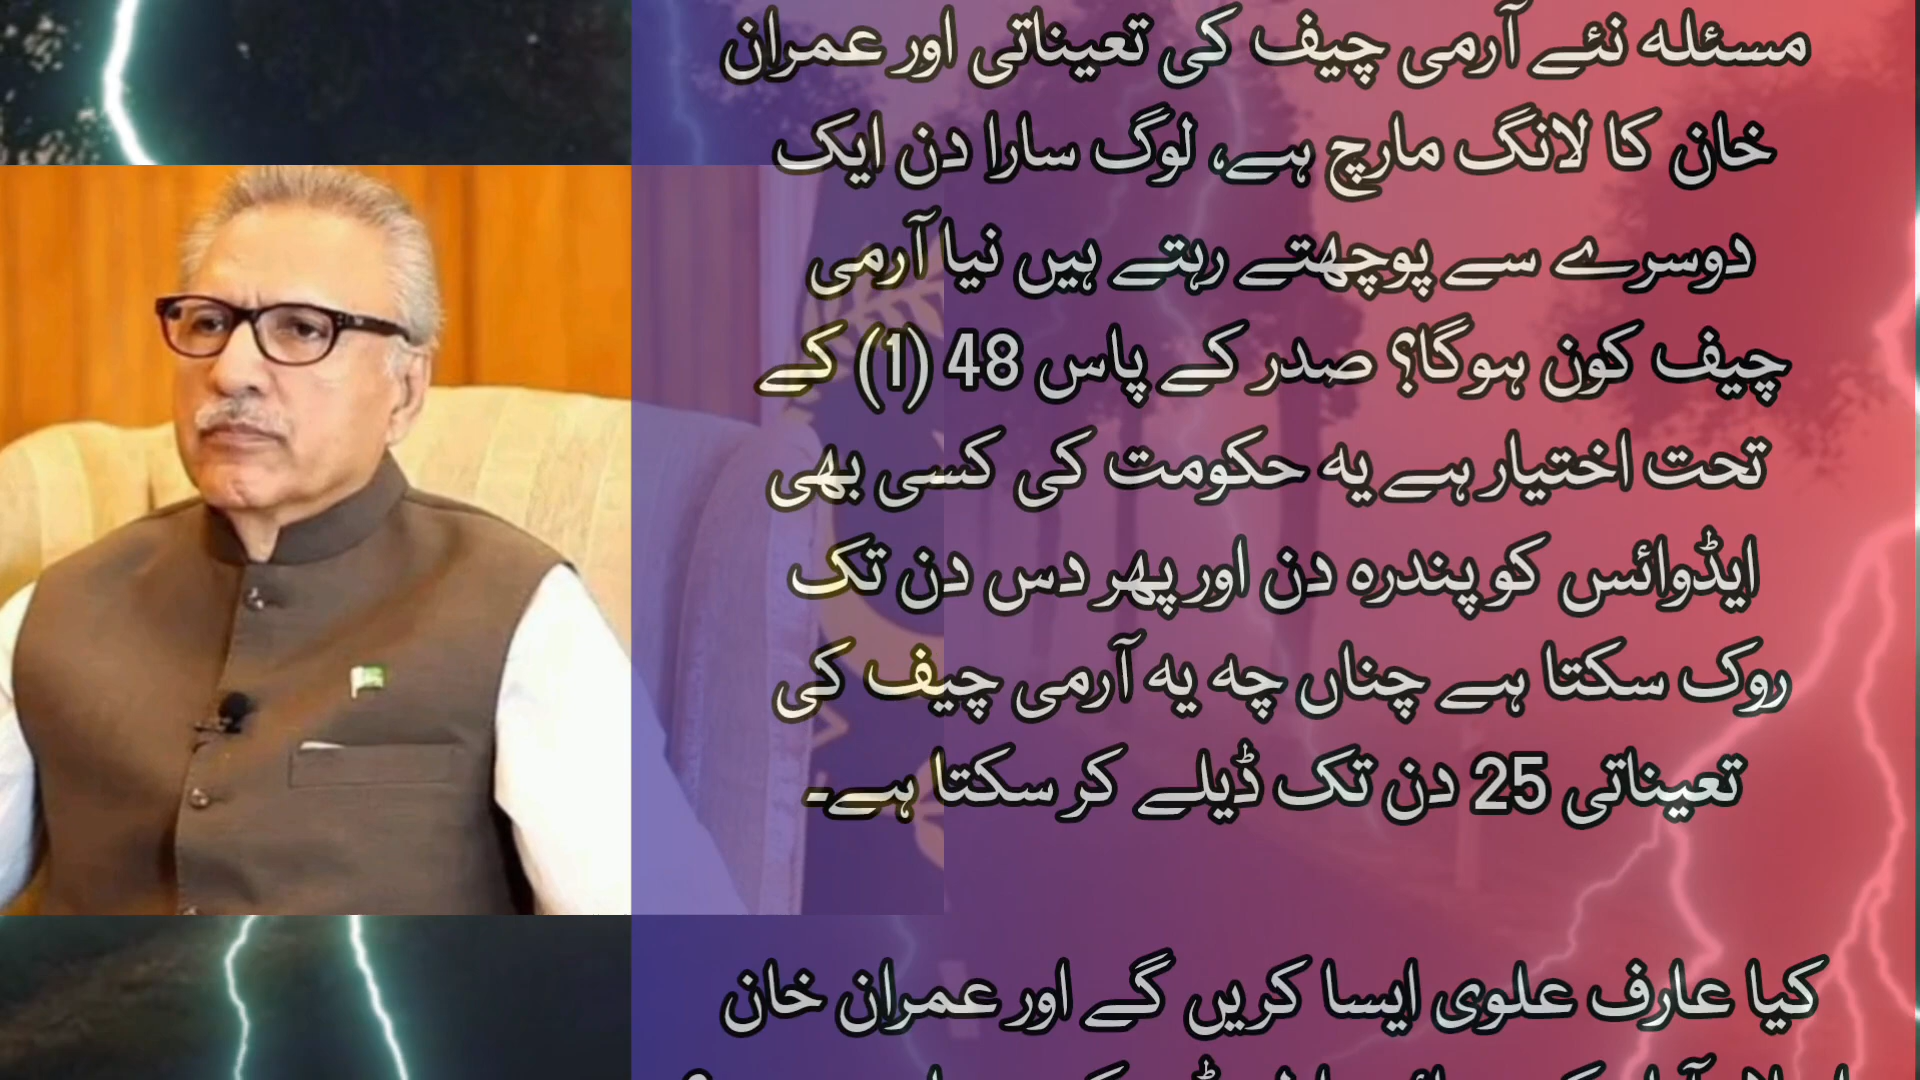 مسئلہ نئے آرمی چیف کی تعیناتی اور عمران
خان کا لانگ مارچ ہے، لوگ سارا دن ایک
دوسرے سے پوچھتے رہتے ہیں نیا آرمی
چیف کون ہوگا؟ صدر کے پاس 48 (1) کے
تحت اختیار ہے یہ حکومت کی کسی بھی
ایڈوائس کو پندرہ دن اور پھر دس دن تک
روک سکتا ہے چناں چہ یہ آرمی چیف کی
تعیناتی 25 دن تک ڈیلے کر سکتا ہے۔
کیا عارف علوی ایسا کریں گے اور عمران خان